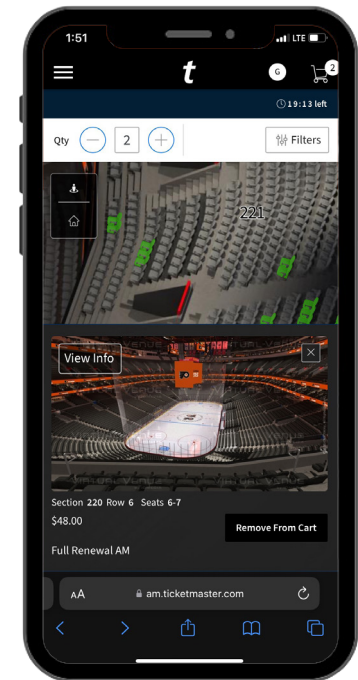 1:51
LTE
t
G
2
19:13 left
Qty
2
Filters
221
View Info
Section 220 Row 6 Seats 6-7
$48.00
Remove From Cart
Full Renewal AM
AA
am.ticketmaster.com